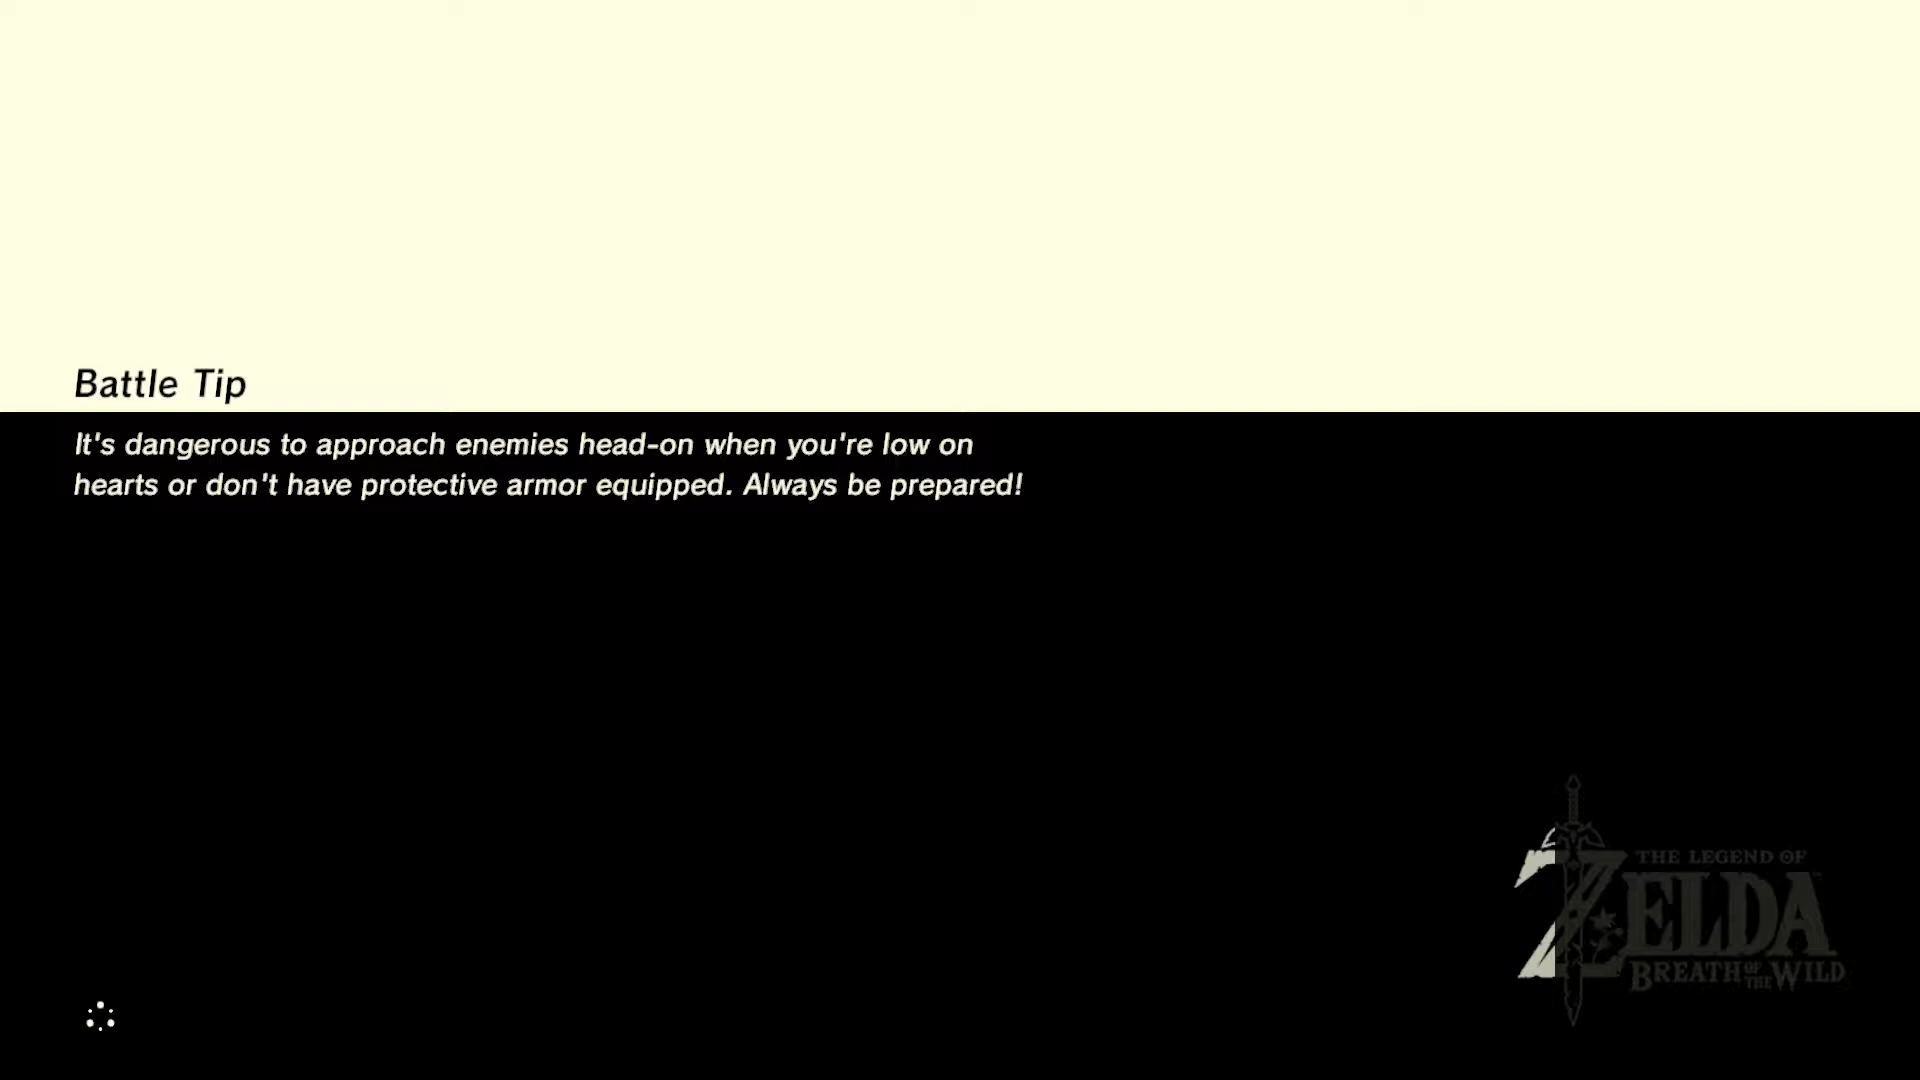 Battle Tip
It's dangerous to approach enemies head-on when you're low on
hearts or don't have protective armor equipped. Always be prepared!
THE LEGEND OF
ZELDA
BREATH OF THE WILD